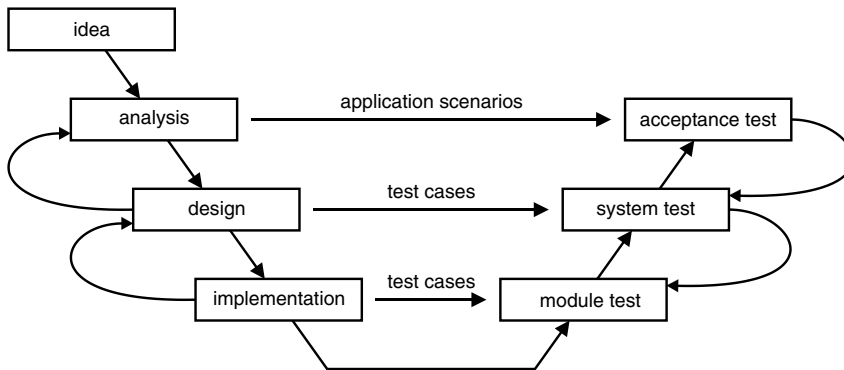 idea
application scenarios
analysis
acceptance test
test cases
design
system test
test cases
implementation
module test